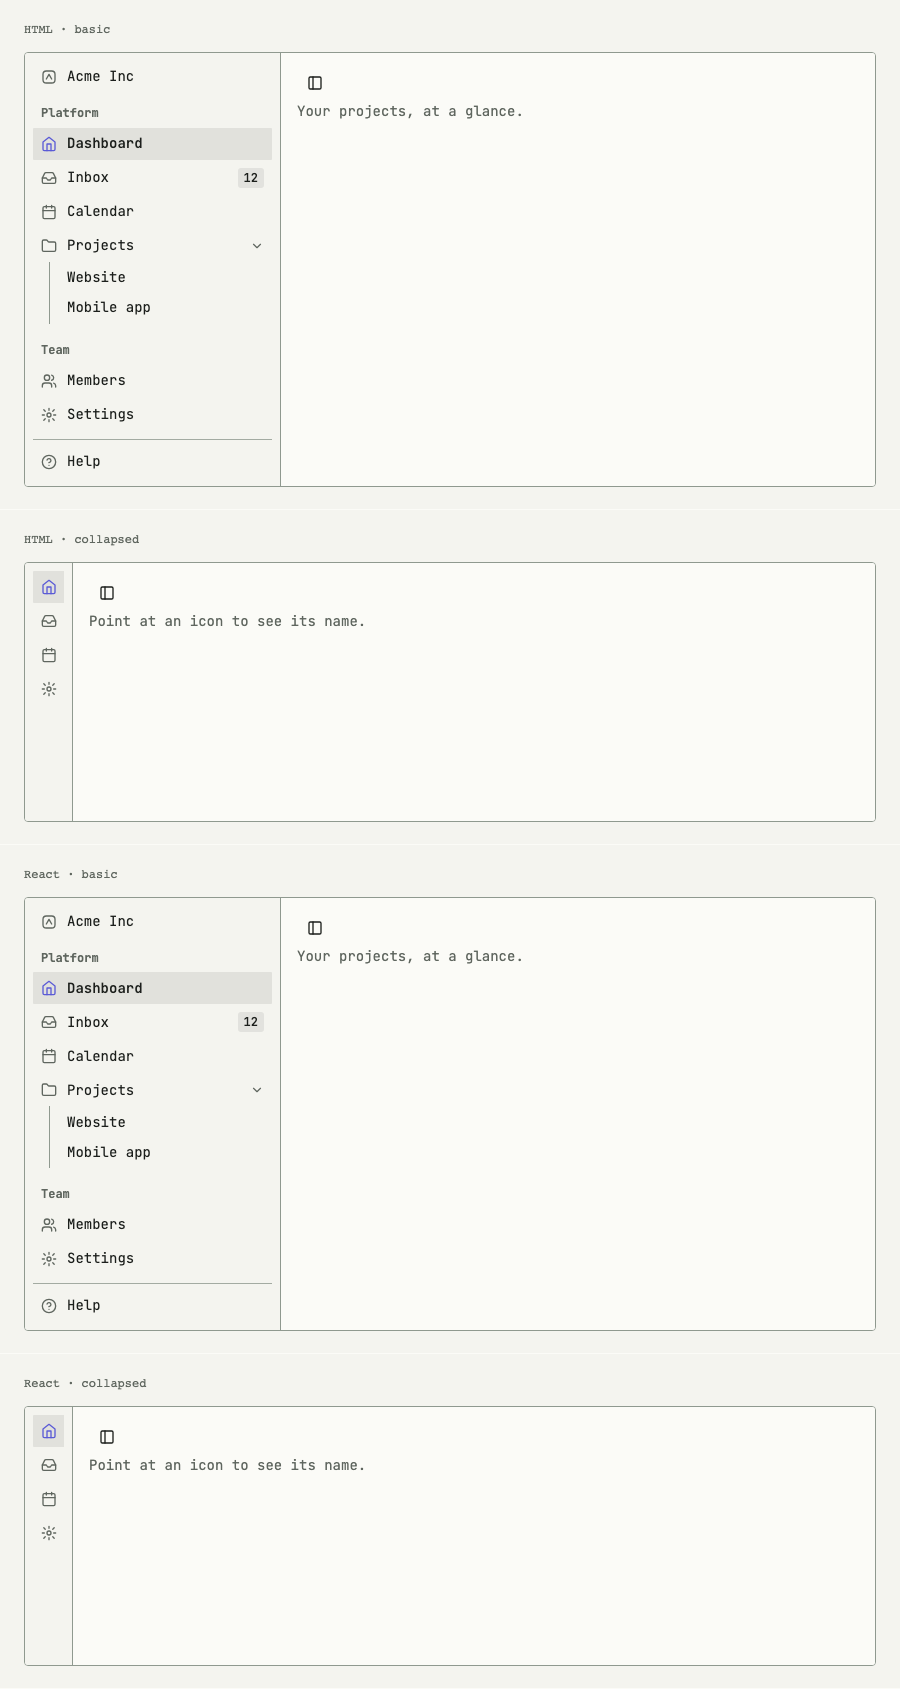 HTML · basic
Acme Inc
Platform
Dashboard
Inbox 12
Calendar
Projects
Website
Mobile app
Team
Members
Settings
Help
Your projects, at a glance.
HTML · collapsed
Point at an icon to see its name.
React · basic
Acme Inc
Platform
Dashboard
Inbox 12
Calendar
Projects
Website
Mobile app
Team
Members
Settings
Help
Your projects, at a glance.
React · collapsed
Point at an icon to see its name.